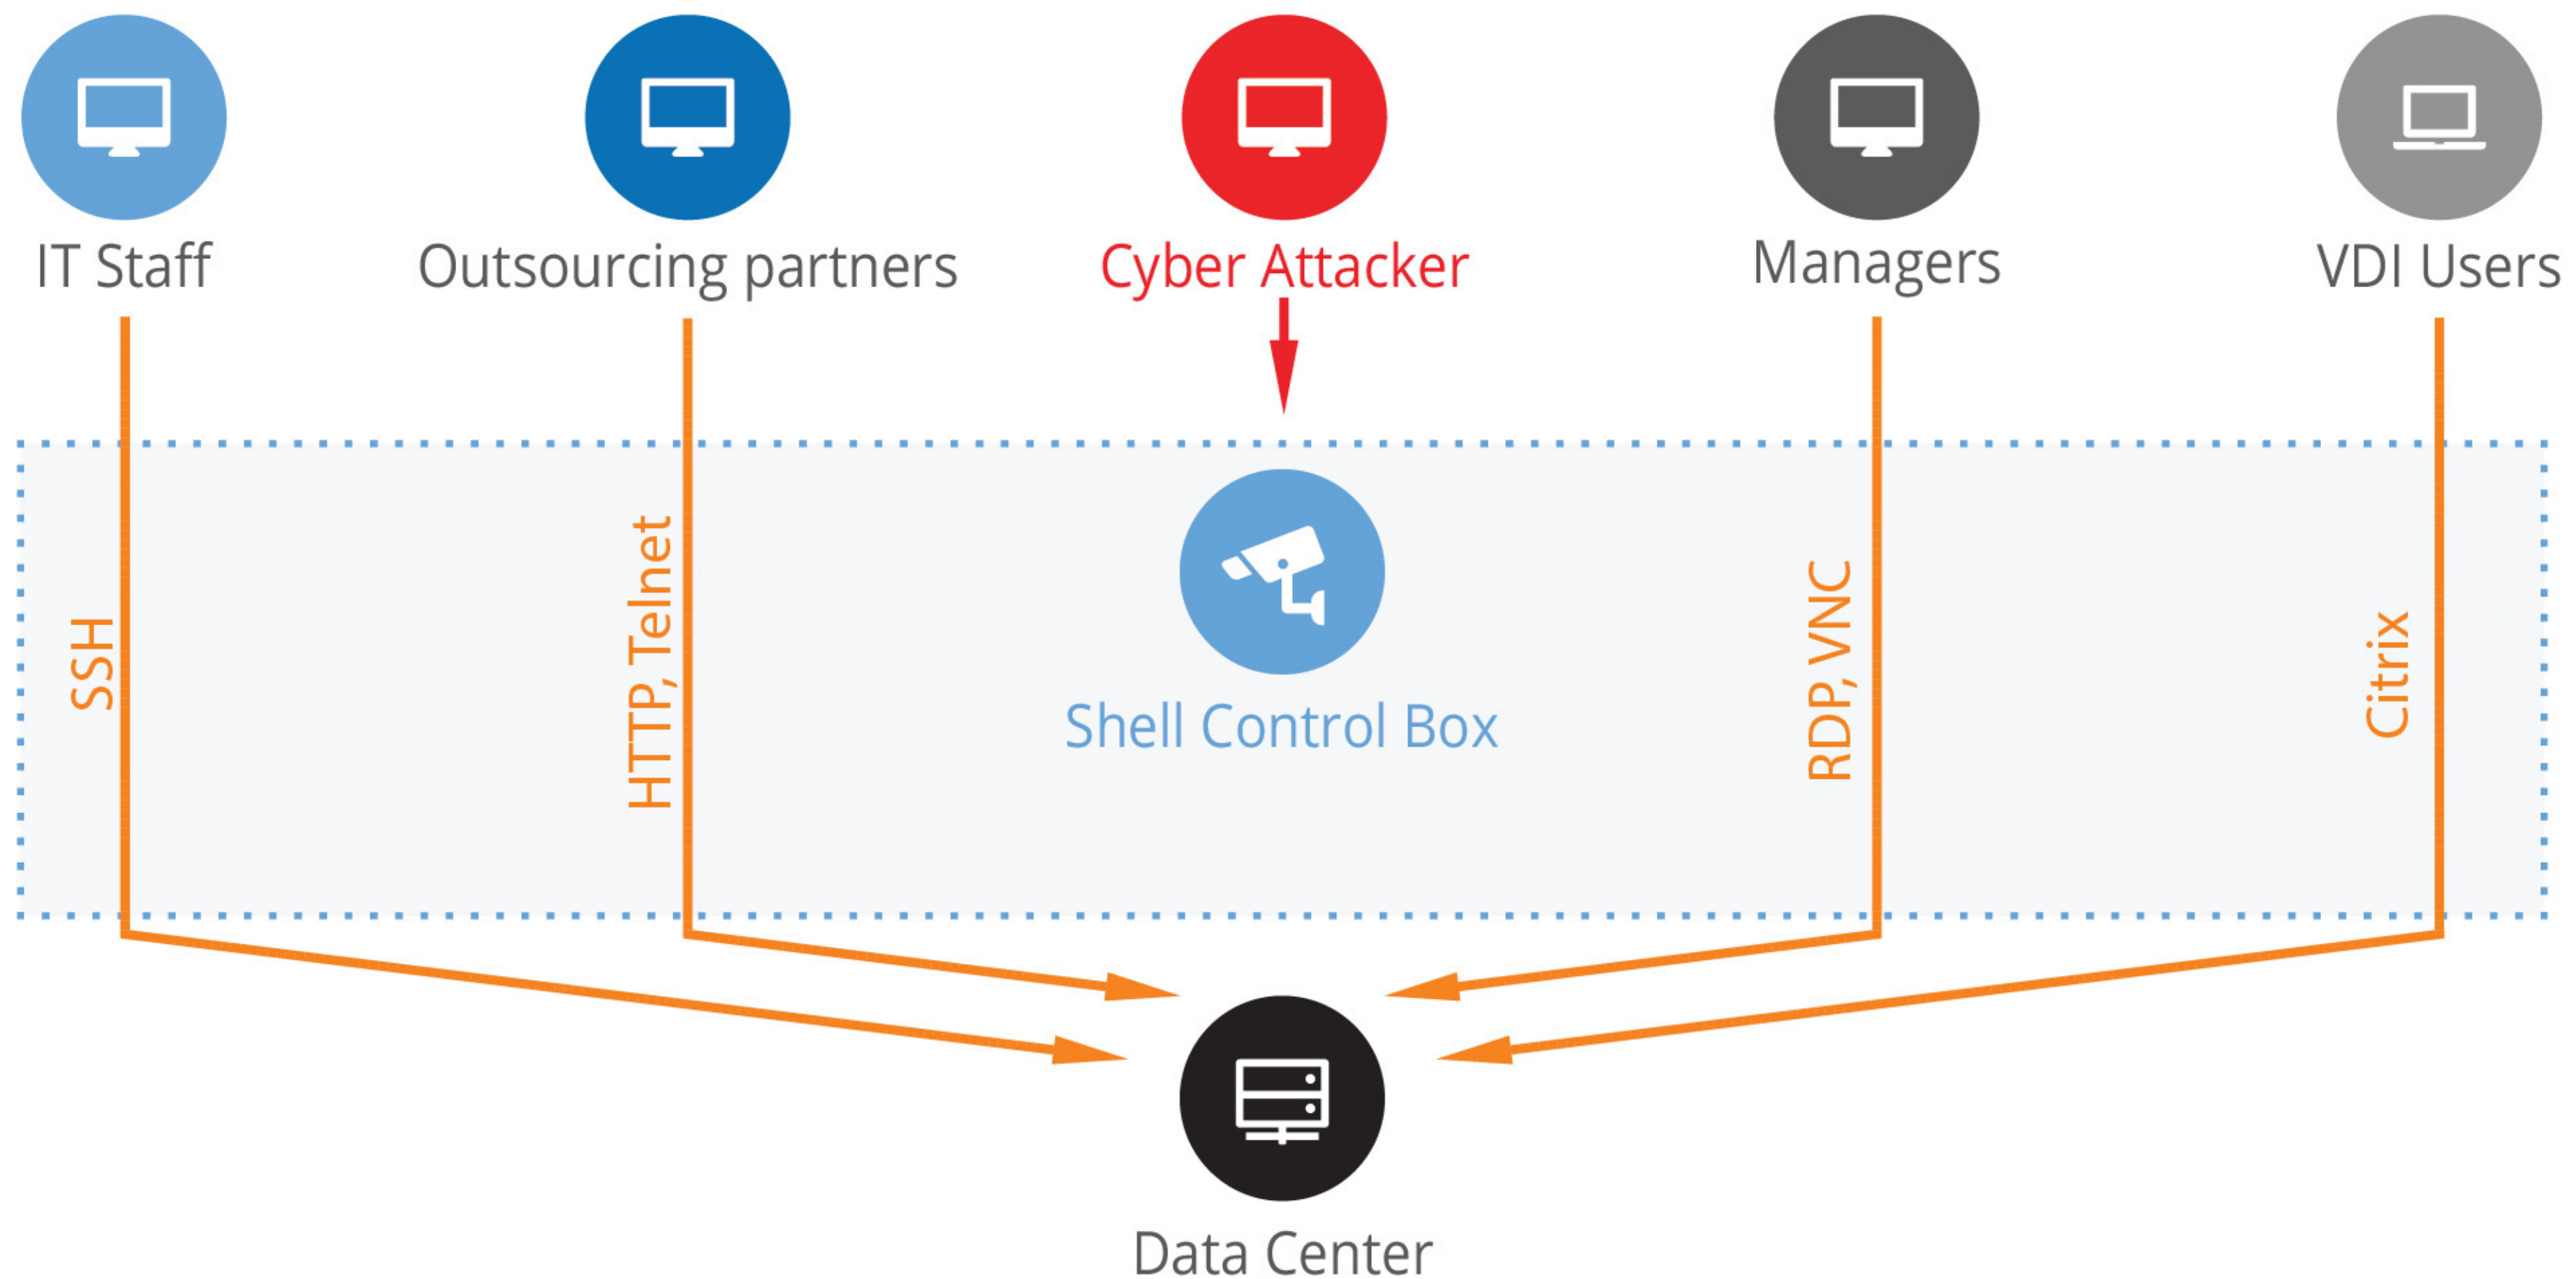 IT Staff
Outsourcing partners
Cyber Attacker
Managers
VDI Users
SSH
HTTP, Telnet
Shell Control Box
RDP, VNC
Citrix
Data Center